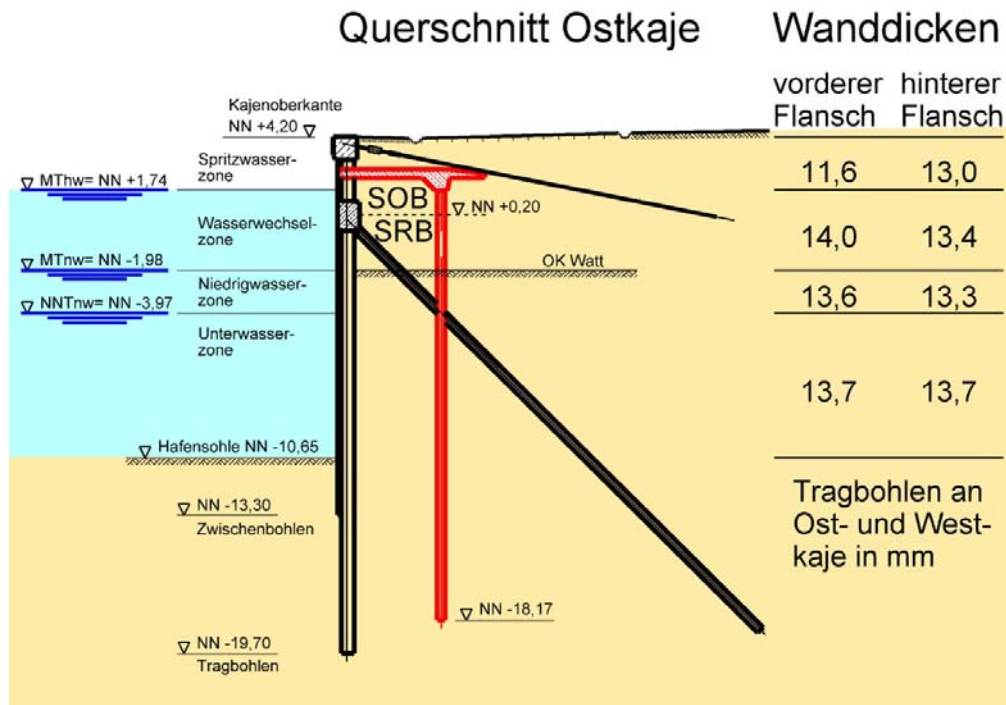 Querschnitt Ostkaje
Wanddicken
vorderer hinterer
Flansch Flansch
Kajenoberkante
NN +4,20
Spritzwasser-
zone
MThw= NN +1,74
11,6 13,0
SOB
NN +0,20
SRB
Wasserwechsel-
zone
14,0 13,4
MTnw= NN -1,98
OK Watt
Niedrigwasser-
zone
13,6 13,3
NNTnw= NN -3,97
Unterwasser-
zone
13,7 13,7
Hafensohle NN -10,65
NN -13,30
Zwischenbohlen
Tragbohlen an
Ost- und West-
kaje in mm
NN -18,17
NN -19,70
Tragbohlen